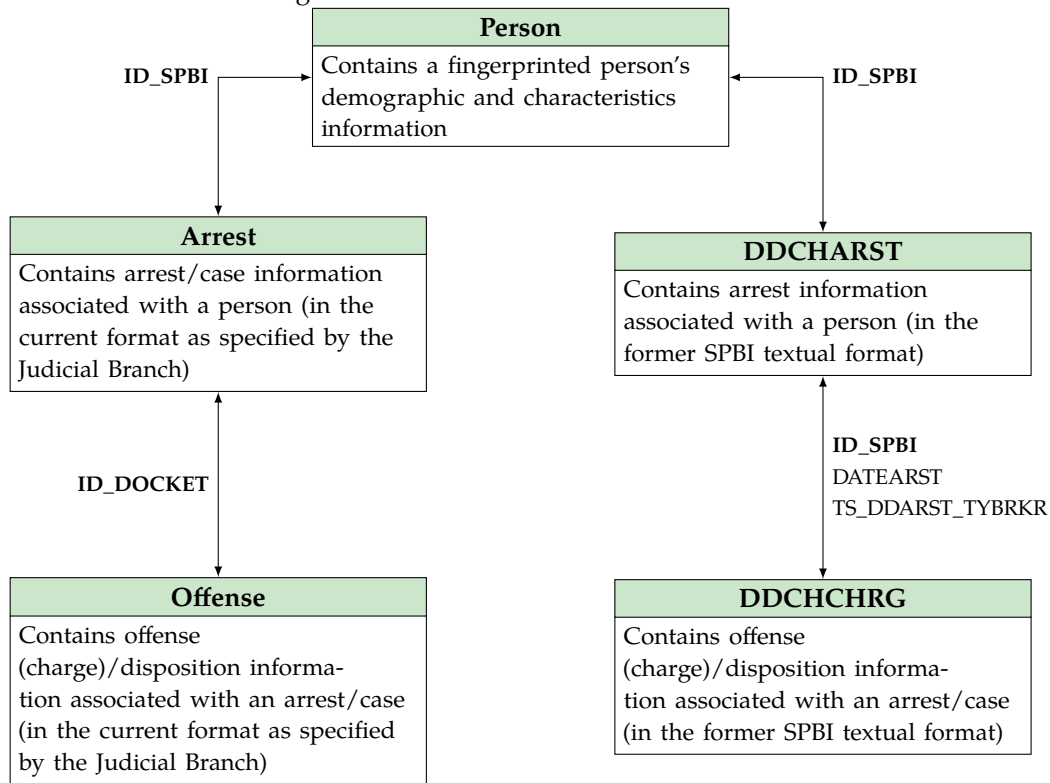 Person
Contains a fingerprinted person's
demographic and characteristics
information
ID_SPBI
ID_SPBI
Arrest
Contains arrest/case information
associated with a person (in the
current format as specified by the
Judicial Branch)
DDCHARST
Contains arrest information
associated with a person (in the
former SPBI textual format)
ID_DOCKET
ID_SPBI
DATEARST
TS_DDARST_TYBRKR
Offense
Contains offense
(charge)/disposition informa-
tion associated with an arrest/case
(in the current format as specified
by the Judicial Branch)
DDCHCHRG
Contains offense
(charge)/disposition informa-
tion associated with an arrest/case
(in the former SPBI textual format)